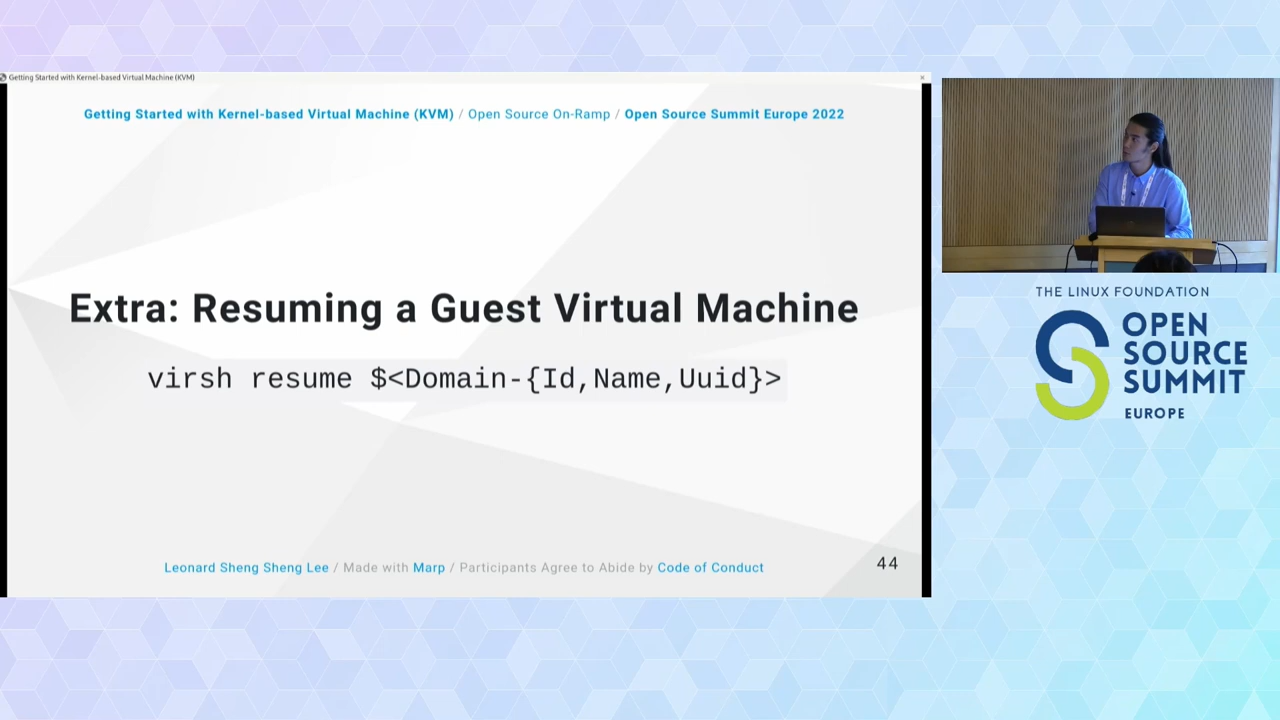 Getting Started with Kernel-based Virtual Machine (KVM)
Getting Started with Kernel-based Virtual Machine (KVM) / Open Source On-Ramp / Open Source Summit Europe 2022
Extra: Resuming a Guest Virtual Machine
virsh resume $<Domain-{Id,Name,Uuid}>
Leonard Sheng Sheng Lee / Made with Marp / Participants Agree to Abide by Code of Conduct
44
THE LINUX FOUNDATION
OPEN
SOURCE
SUMMIT
EUROPE